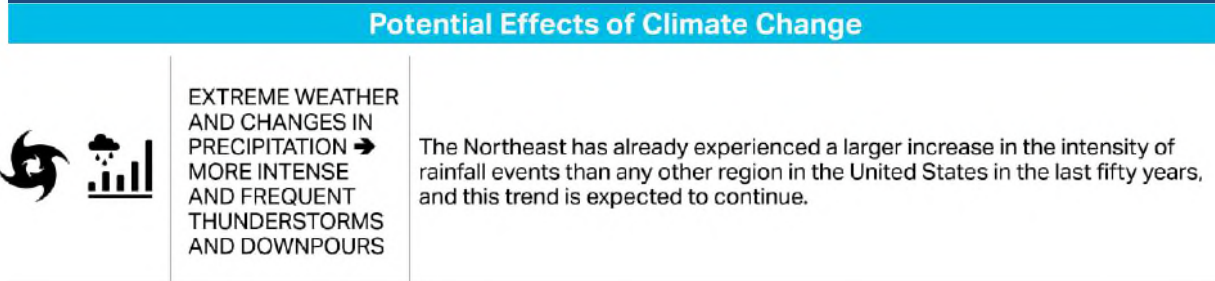 Potential Effects of Climate Change
EXTREME WEATHER
AND CHANGES IN
PRECIPITATION ➔
MORE INTENSE
AND FREQUENT
THUNDERSTORMS
AND DOWNPOURS
The Northeast has already experienced a larger increase in the intensity of
rainfall events than any other region in the United States in the last fifty years,
and this trend is expected to continue.